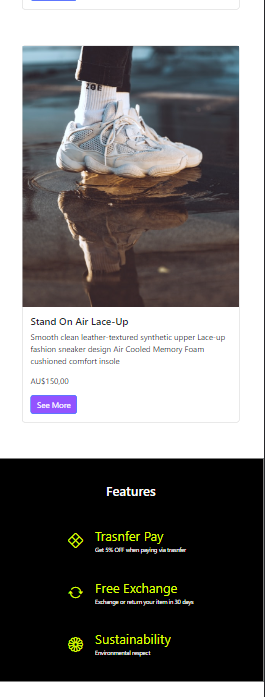 ZOE
Stand On Air Lace-Up
Smooth clean leather-textured synthetic upper Lace-up
fashion sneaker design Air Cooled Memory Foam
cushioned comfort insole
AU$150,00
See More
Features
Trasnfer Pay
Get 5% OFF when paying via trasnfer
Free Exchange
Exchange or return your item in 30 days
Sustainability
Environmental respect